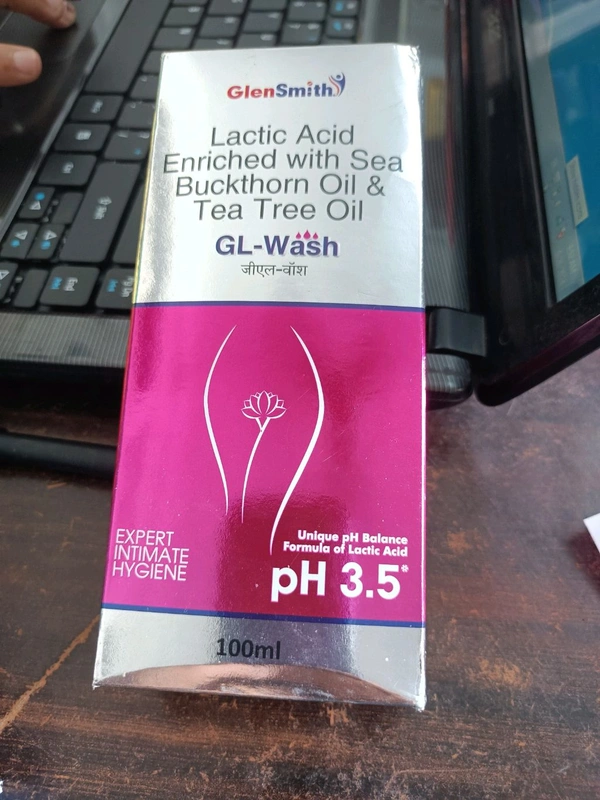 GlenSmith
Lactic Acid
Enriched with Sea
Buckthorn Oil &
Tea Tree Oil
GL-Wash
जीएल-वॉश
EXPERT
INTIMATE
HYGIENE
Unique pH Balance
Formula of Lactic Acid
pH 3.5*
100ml